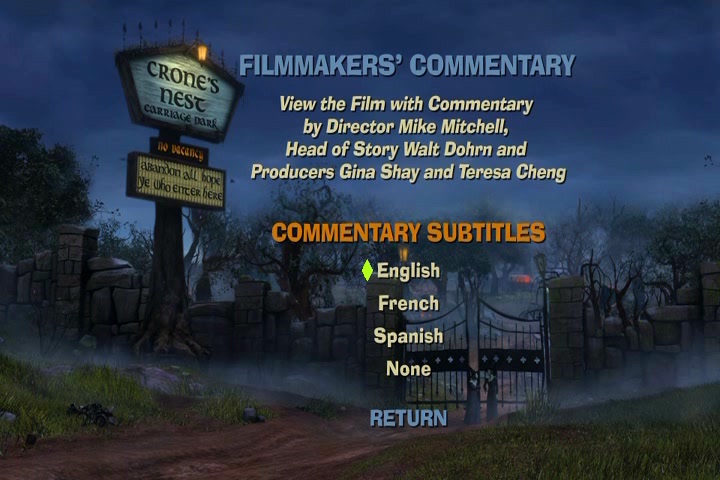 CRONE'S
NEST
CARRIAGE PARK
no vacancy
Abandon all hope
ye who enter here
FILMMAKERS' COMMENTARY
View the Film with Commentary
by Director Mike Mitchell,
Head of Story Walt Dohrn and
Producers Gina Shay and Teresa Cheng
COMMENTARY SUBTITLES
English
French
Spanish
None
RETURN